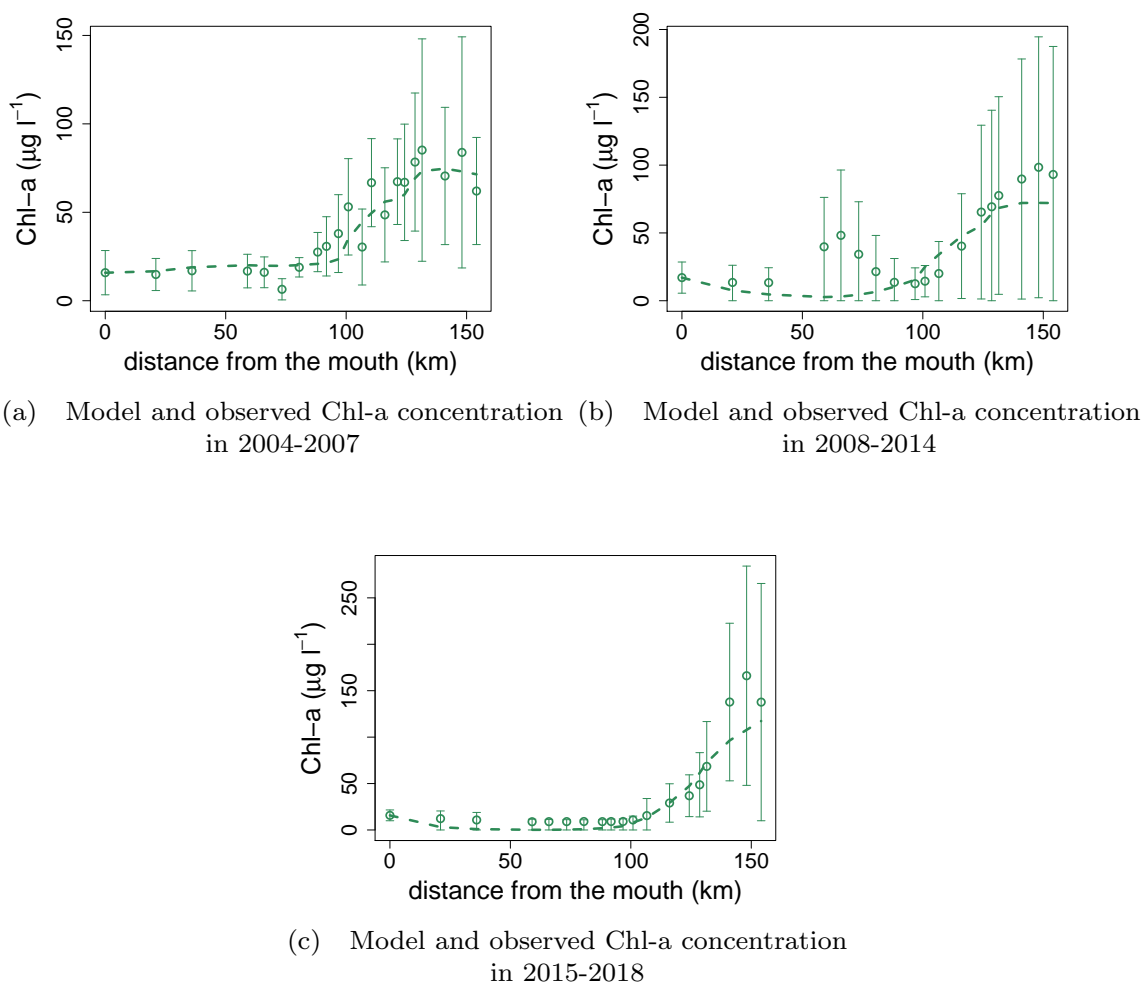 150
100
50
0
Chl−a (μg l−1)
0 50 100 150
distance from the mouth (km)
(a) Model and observed Chl-a concentration
in 2004-2007
200
150
100
50
0
Chl−a (μg l−1)
0 50 100 150
distance from the mouth (km)
(b) Model and observed Chl-a concentration
in 2008-2014
250
150
50
0
Chl−a (μg l−1)
0 50 100 150
distance from the mouth (km)
(c) Model and observed Chl-a concentration
in 2015-2018